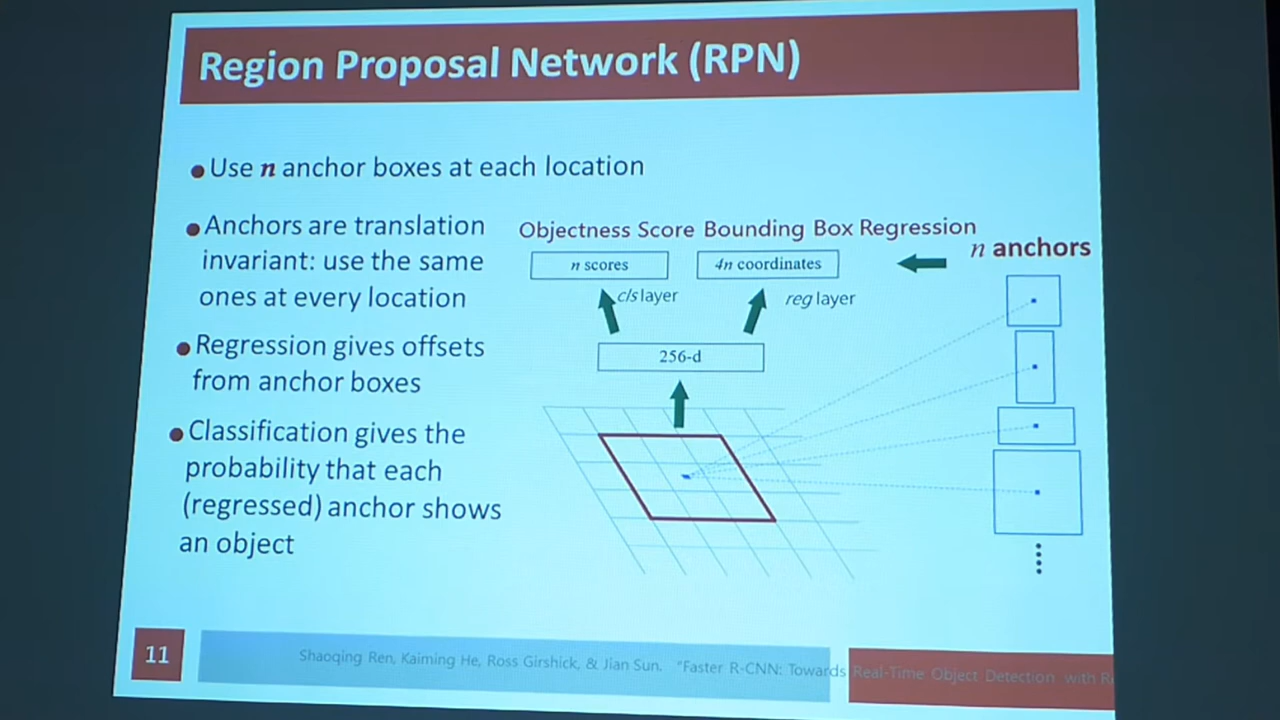 Region Proposal Network (RPN)
●Use n anchor boxes at each location
●Anchors are translation
invariant: use the same
ones at every location
●Regression gives offsets
from anchor boxes
●Classification gives the
probability that each
(regressed) anchor shows
an object
Objectness Score Bounding Box Regression
n anchors
n scores
4n coordinates
cls layer
reg layer
256-d
11
Shaoqing Ren, Kaiming He, Ross Girshick, & Jian Sun. "Faster R-CNN: Towards Real-Time Object Detection with